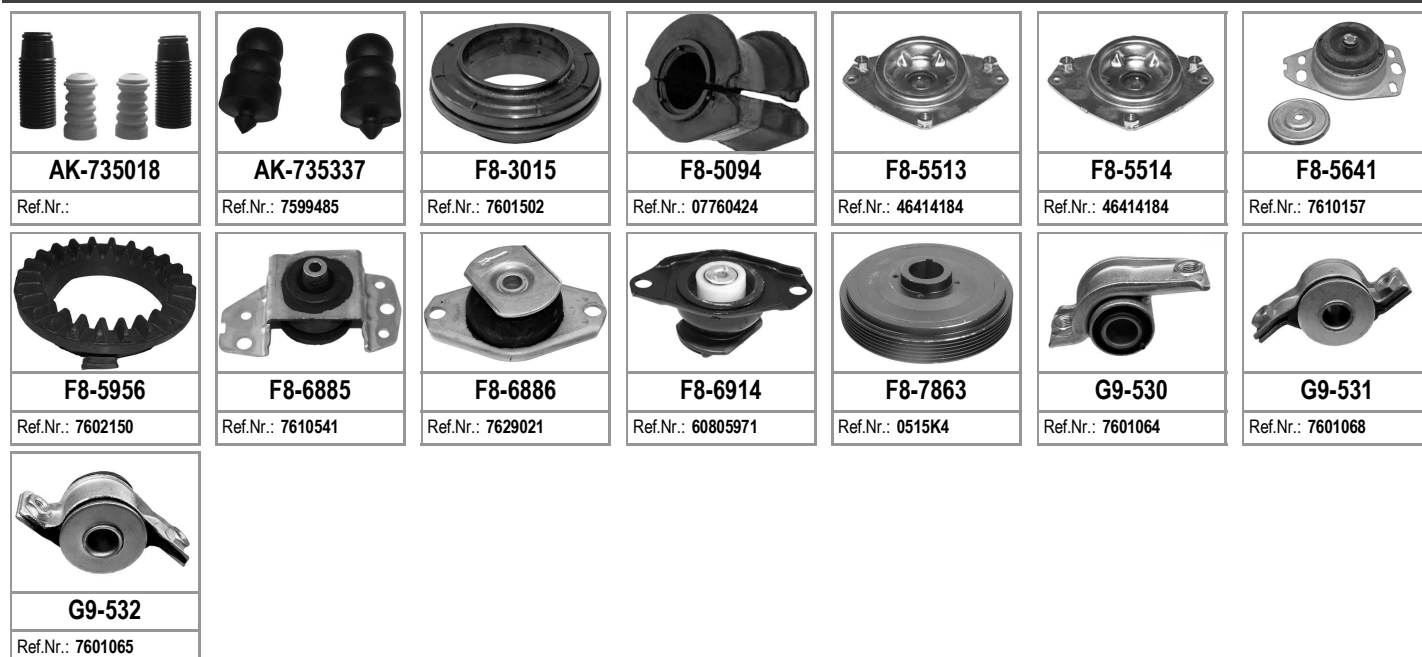 AK-735018 AK-735337 F8-3015 F8-5094 F8-5513 F8-5514 F8-5641
Ref.Nr.: Ref.Nr.: 7599485 Ref.Nr.: 7601502 Ref.Nr.: 07760424 Ref.Nr.: 46414184 Ref.Nr.: 46414184 Ref.Nr.: 7610157
F8-5956 F8-6885 F8-6886 F8-6914 F8-7863 G9-530 G9-531
Ref.Nr.: 7602150 Ref.Nr.: 7610541 Ref.Nr.: 7629021 Ref.Nr.: 60805971 Ref.Nr.: 0515K4 Ref.Nr.: 7601064 Ref.Nr.: 7601068
G9-532
Ref.Nr.: 7601065